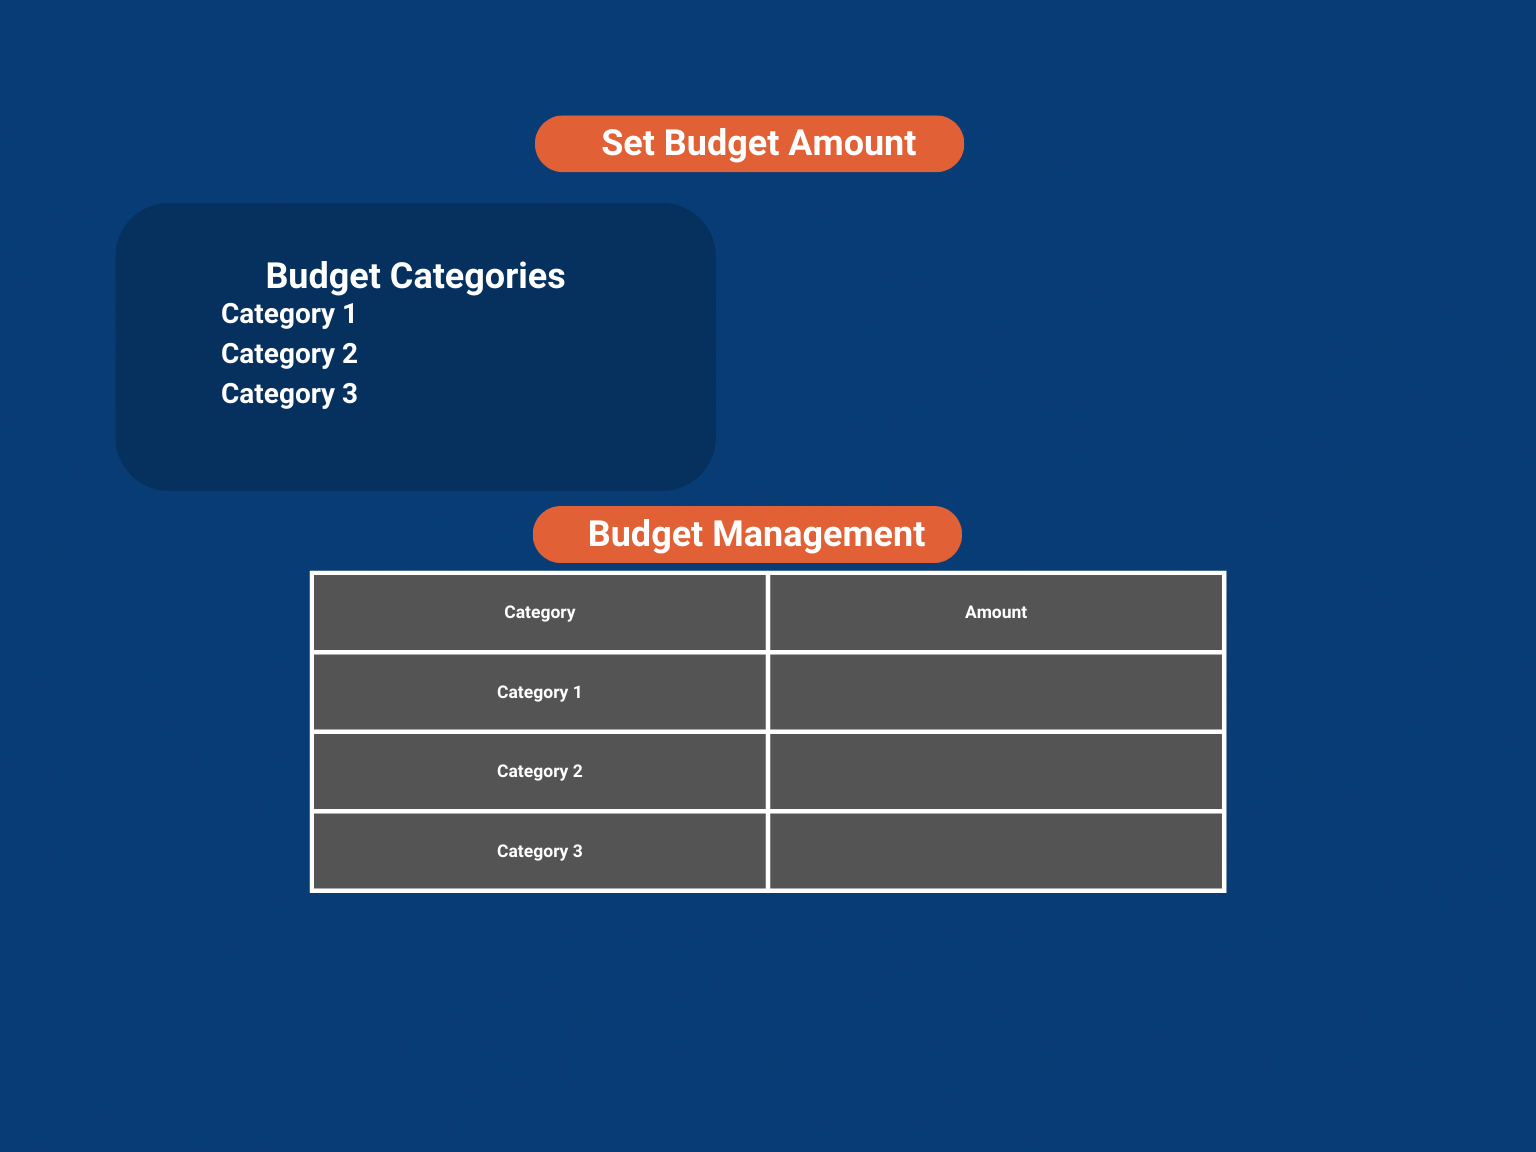 Set Budget Amount
Budget Categories
Category 1
Category 2
Category 3
Budget Management
Category Amount
Category 1
Category 2
Category 3